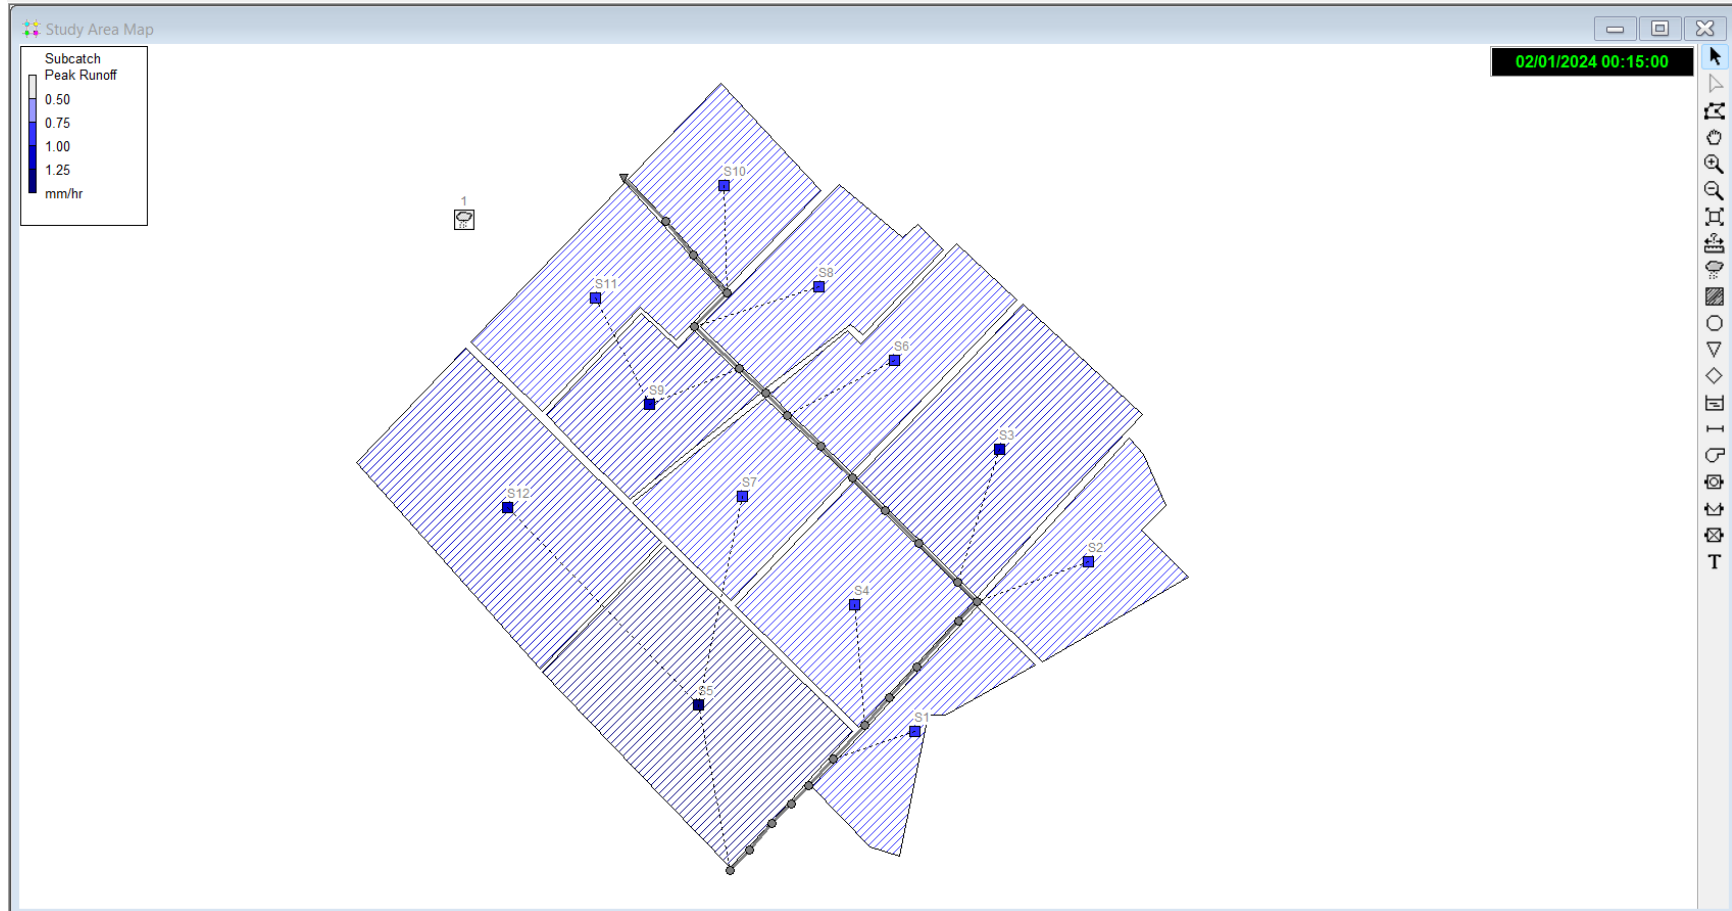 Study Area Map
Subcatch
Peak Runoff
0.50
0.75
1.00
1.25
mm/hr
02/01/2024 00:15:00
1
S10
S8
S11
S6
S9
S3
S7
S12
S2
S4
S5
S1
T